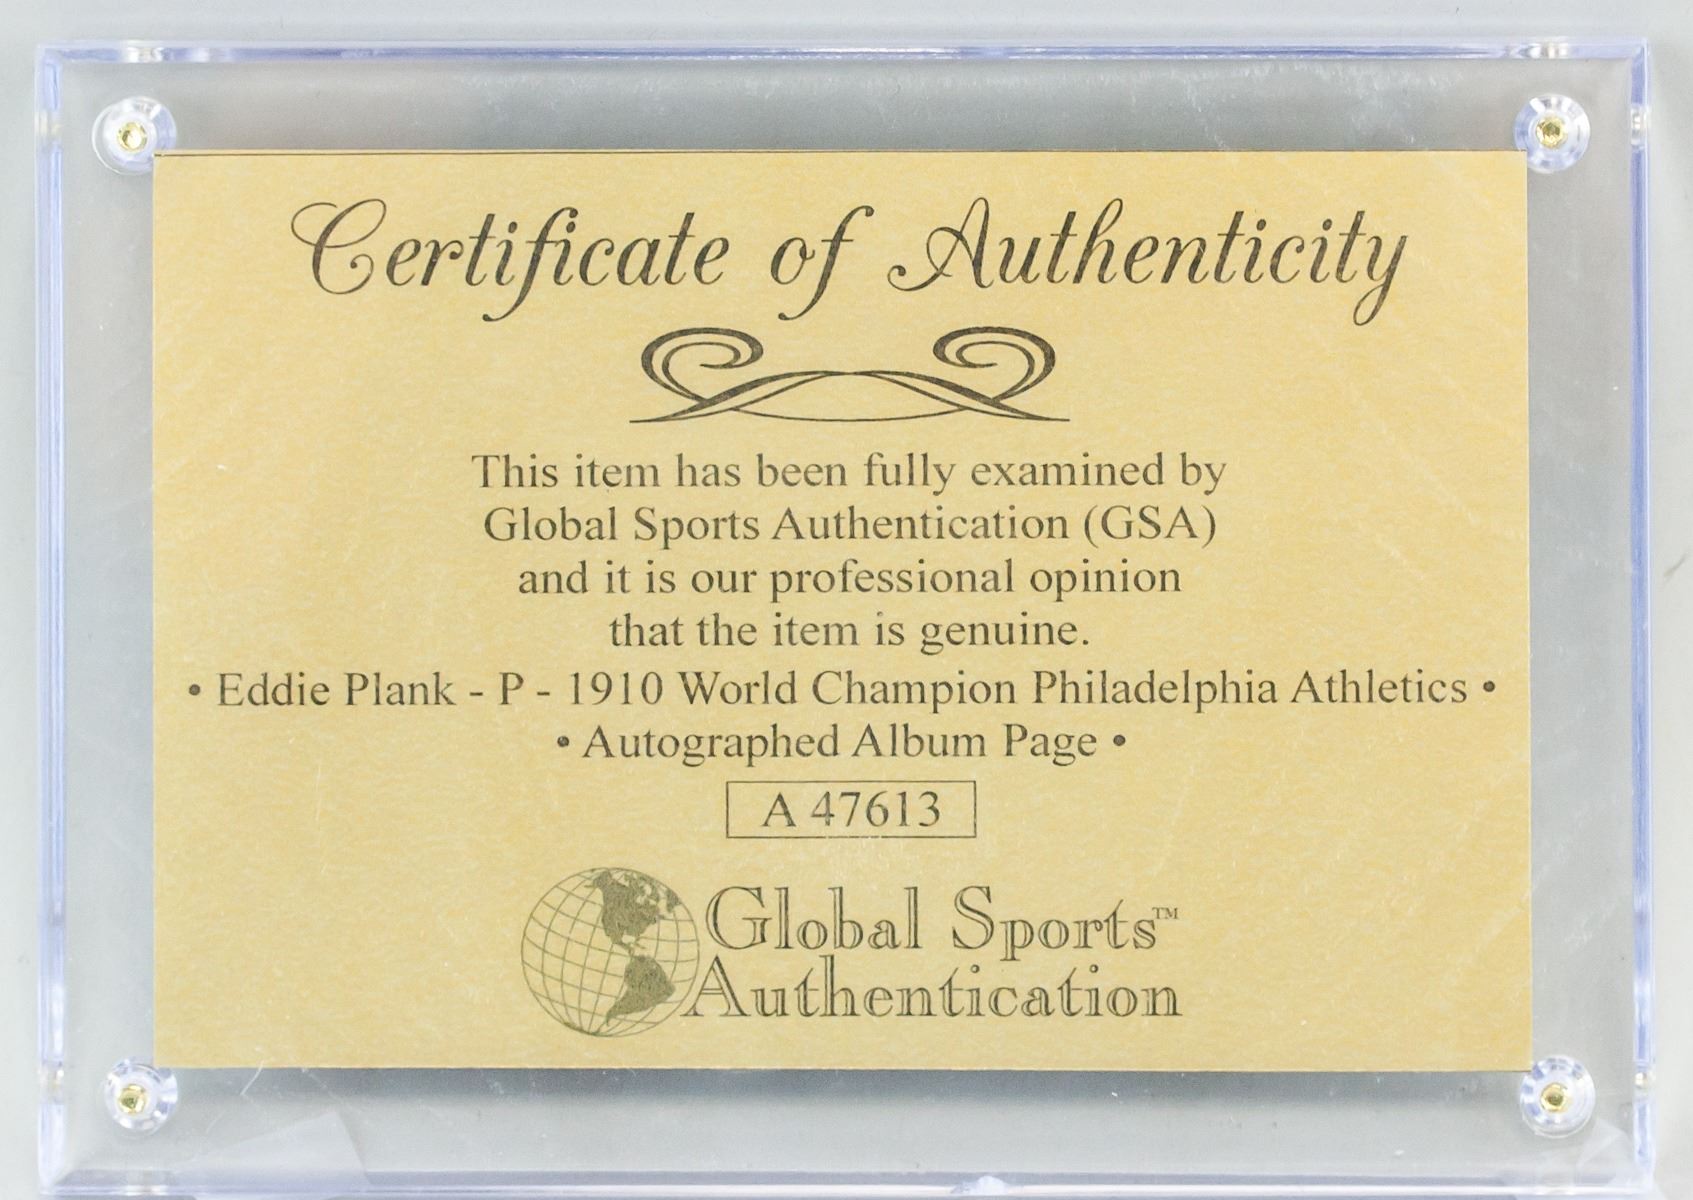 Certificate of Authenticity
This item has been fully examined by
Global Sports Authentication (GSA)
and it is our professional opinion
that the item is genuine.
• Eddie Plank - P - 1910 World Champion Philadelphia Athletics •
• Autographed Album Page •
A 47613
Global Sports™
Authentication